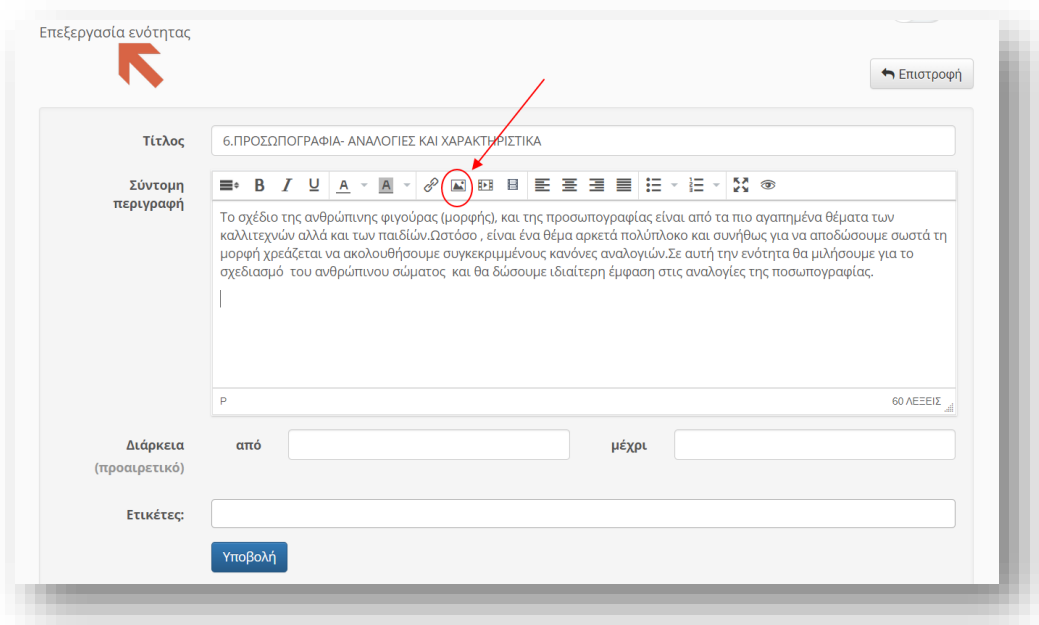 Επεξεργασία ενότητας
Επιστροφή
Τίτλος
6.ΠΡΟΣΩΠΟΓΡΑΦΙΑ- ΑΝΑΛΟΓΙΕΣ ΚΑΙ ΧΑΡΑΚΤΗΡΙΣΤΙΚΑ
Σύντομη
περιγραφή
B I U A A
Το σχέδιο της ανθρώπινης φιγούρας (μορφής), και της προσωπογραφίας είναι από τα πιο αγαπημένα θέματα των
καλλιτεχνών αλλά και των παιδίών.Ωστόσο , είναι ένα θέμα αρκετά πολύπλοκο και συνήθως για να αποδώσουμε σωστά τη
μορφή χρεάζεται να ακολουθήσουμε συγκεκριμμένους κανόνες αναλογιών.Σε αυτή την ενότητα θα μιλήσουμε για το
σχεδιασμό του ανθρώπινου σώματος και θα δώσουμε ιδιαίτερη έμφαση στις αναλογίες της ποσωπογραφίας.
P 60 ΛΕΞΕΙΣ
Διάρκεια από μέχρι
(προαιρετικό)
Ετικέτες:
Υποβολή